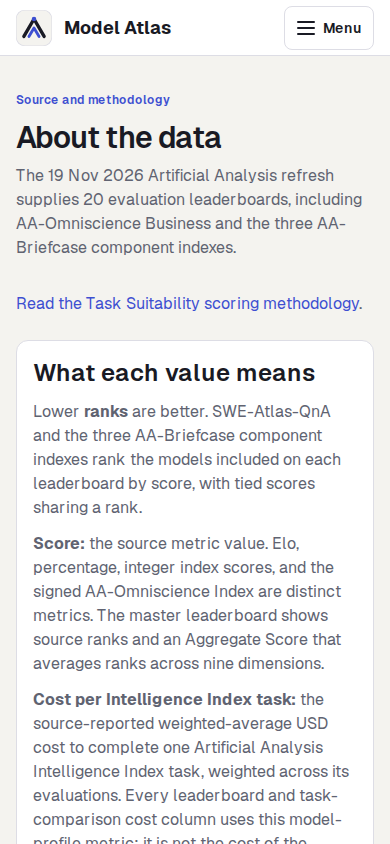 Model Atlas
Menu
Source and methodology
About the data
The 19 Nov 2026 Artificial Analysis refresh
supplies 20 evaluation leaderboards, including
AA-Omniscience Business and the three AA-
Briefcase component indexes.
Read the Task Suitability scoring methodology.
What each value means
Lower ranks are better. SWE-Atlas-QnA
and the three AA-Briefcase component
indexes rank the models included on each
leaderboard by score, with tied scores
sharing a rank.
Score: the source metric value. Elo,
percentage, integer index scores, and the
signed AA-Omniscience Index are distinct
metrics. The master leaderboard shows
source ranks and an Aggregate Score that
averages ranks across nine dimensions.
Cost per Intelligence Index task: the
source-reported weighted-average USD
cost to complete one Artificial Analysis
Intelligence Index task, weighted across its
evaluations. Every leaderboard and task-
comparison cost column uses this model-
profile metric; it is not the cost of the